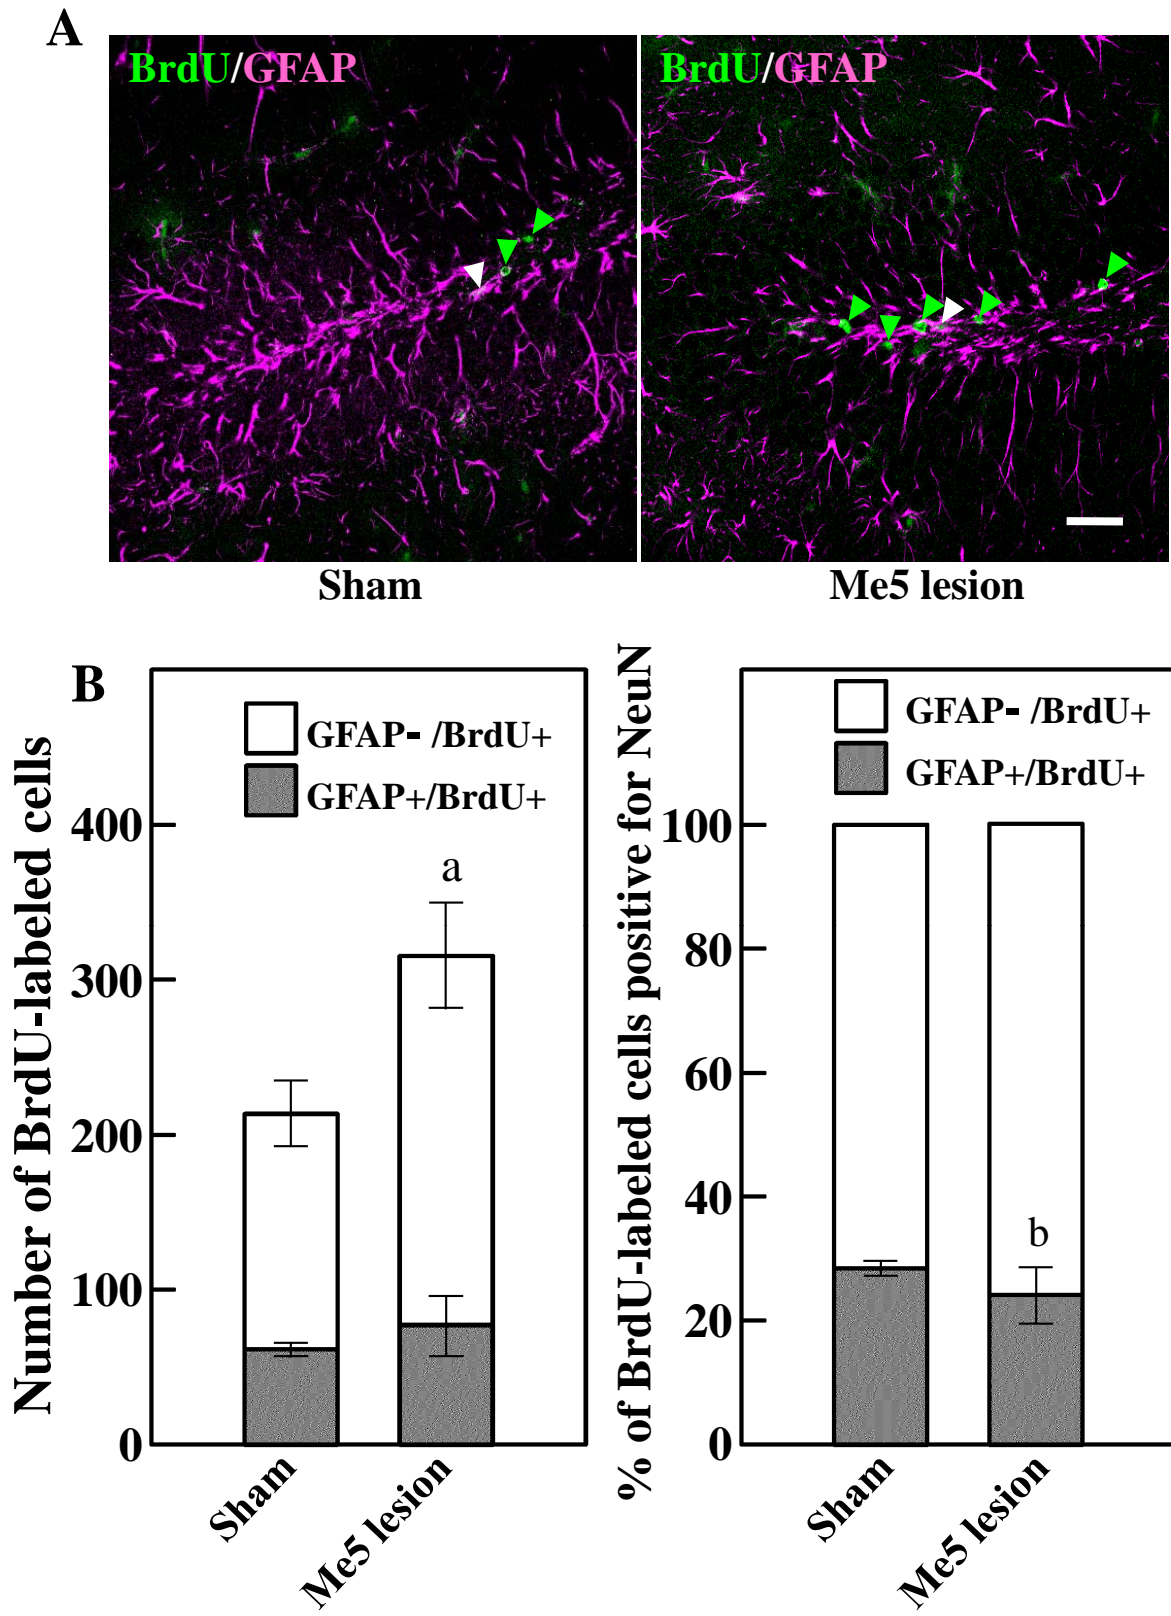 A
BrdU/GFAP
BrdU/GFAP
Sham
Me5 lesion
B
Number of BrdU-labeled cells
GFAP- /BrdU+
GFAP+/BrdU+
400
300
200
100
0
a
Sham
Me5 lesion
% of BrdU-labeled cells positive for NeuN
GFAP- /BrdU+
GFAP+/BrdU+
100
80
60
40
20
0
b
Sham
Me5 lesion